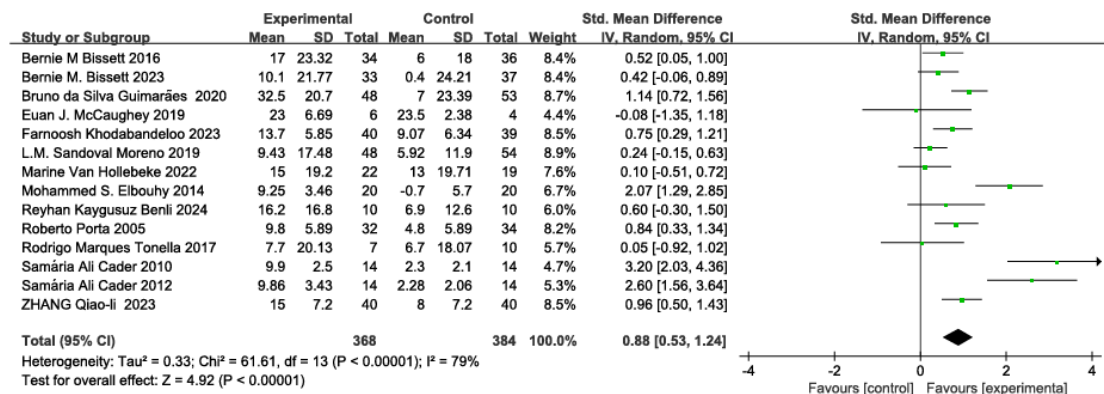 Experimental Control Std. Mean Difference Std. Mean Difference
Study or Subgroup Mean SD Total Mean SD Total Weight IV, Random, 95% CI IV, Random, 95% CI
Bernie M Bissett 2016 17 23.32 34 6 18 36 8.4% 0.52 [0.05, 1.00]
Bernie M. Bissett 2023 10.1 21.77 33 0.4 24.21 37 8.4% 0.42 [-0.06, 0.89]
Bruno da Silva Guimarães 2020 32.5 20.7 48 7 23.39 53 8.7% 1.14 [0.72, 1.56]
Euan J. McCaughey 2019 23 6.69 6 23.5 2.38 4 4.4% -0.08 [-1.35, 1.18]
Farnoosh Khodabandeloo 2023 13.7 5.85 40 9.07 6.34 39 8.5% 0.75 [0.29, 1.21]
L.M. Sandoval Moreno 2019 9.43 17.48 48 5.92 11.9 54 8.9% 0.24 [-0.15, 0.63]
Marine Van Hollebeke 2022 15 19.2 22 13 19.71 19 7.6% 0.10 [-0.51, 0.72]
Mohammed S. Elbouhy 2014 9.25 3.46 20 -0.7 5.7 20 6.7% 2.07 [1.29, 2.85]
Reyhan Kaygusuz Benli 2024 16.2 16.8 10 6.9 12.6 10 6.0% 0.60 [-0.30, 1.50]
Roberto Porta 2005 9.8 5.89 32 4.8 5.89 34 8.2% 0.84 [0.33, 1.34]
Rodrigo Marques Tonella 2017 7.7 20.13 7 6.7 18.07 10 5.7% 0.05 [-0.92, 1.02]
Samária Ali Cader 2010 9.9 2.5 14 2.3 2.1 14 4.7% 3.20 [2.03, 4.36]
Samária Ali Cader 2012 9.86 3.43 14 2.28 2.06 14 5.3% 2.60 [1.56, 3.64]
ZHANG Qiao-li 2023 15 7.2 40 8 7.2 40 8.5% 0.96 [0.50, 1.43]
Total (95% CI) 368 384 100.0% 0.88 [0.53, 1.24]
Heterogeneity: Tau² = 0.33; Chi² = 61.61, df = 13 (P < 0.00001); I² = 79%
Test for overall effect: Z = 4.92 (P < 0.00001)
-4 -2 0 2 4
Favours [control] Favours [experimenta]